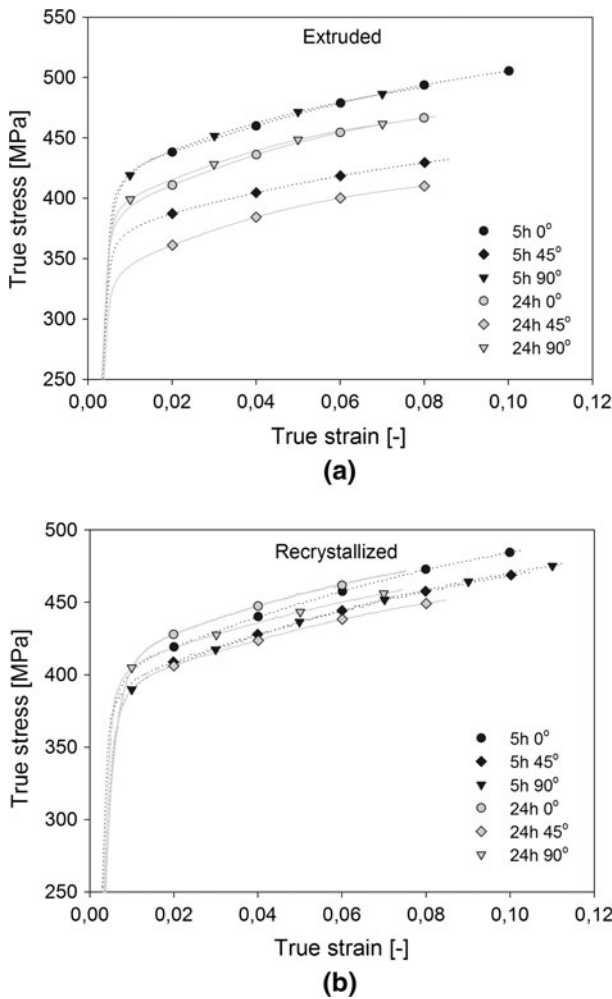 (a)
Extruded
550
500
450
400
350
300
250
True stress [MPa]
5h 0°
5h 45°
5h 90°
24h 0°
24h 45°
24h 90°
0,00 0,02 0,04 0,06 0,08 0,10 0,12
True strain [-]
(a)
Recrystallized
500
450
400
350
300
250
True stress [MPa]
5h 0°
5h 45°
5h 90°
24h 0°
24h 45°
24h 90°
0,00 0,02 0,04 0,06 0,08 0,10 0,12
True strain [-]
(b)